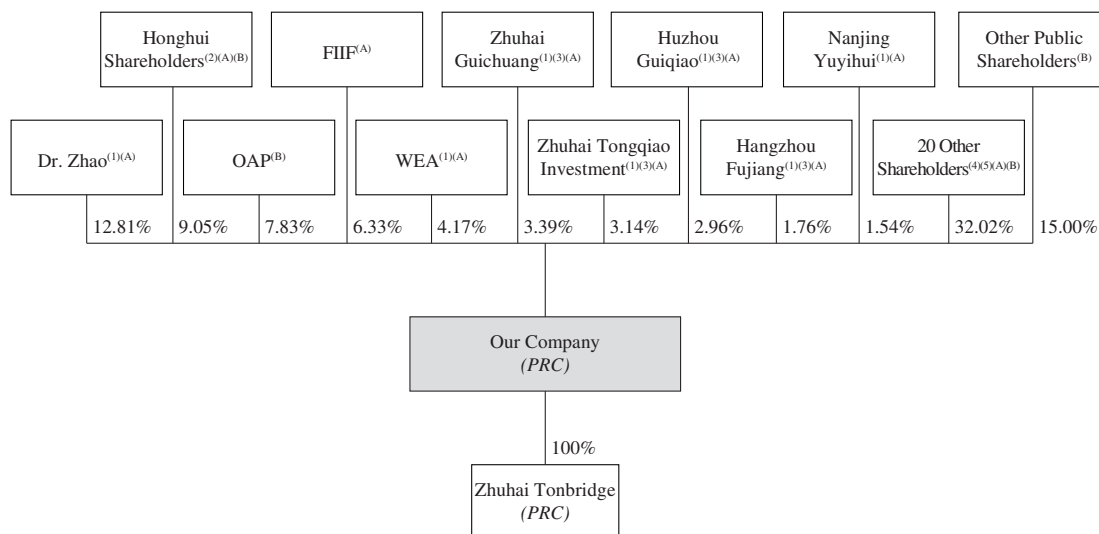 Honghui
Shareholders(2)(A)(B)
FIIF(A)
Zhuhai
Guichuang(1)(3)(A)
Huzhou
Guiqiao(1)(3)(A)
Nanjing
Yuyihui(1)(A)
Other Public
Shareholders(B)
Dr. Zhao(1)(A)
OAP(B)
WEA(1)(A)
Zhuhai Tongqiao
Investment(1)(3)(A)
Hangzhou
Fujiang(1)(3)(A)
20 Other
Shareholders(4)(5)(A)(B)
12.81% 9.05% 7.83% 6.33% 4.17% 3.39% 3.14% 2.96% 1.76% 1.54% 32.02% 15.00%
Our Company
(PRC)
100%
Zhuhai Tonbridge
(PRC)